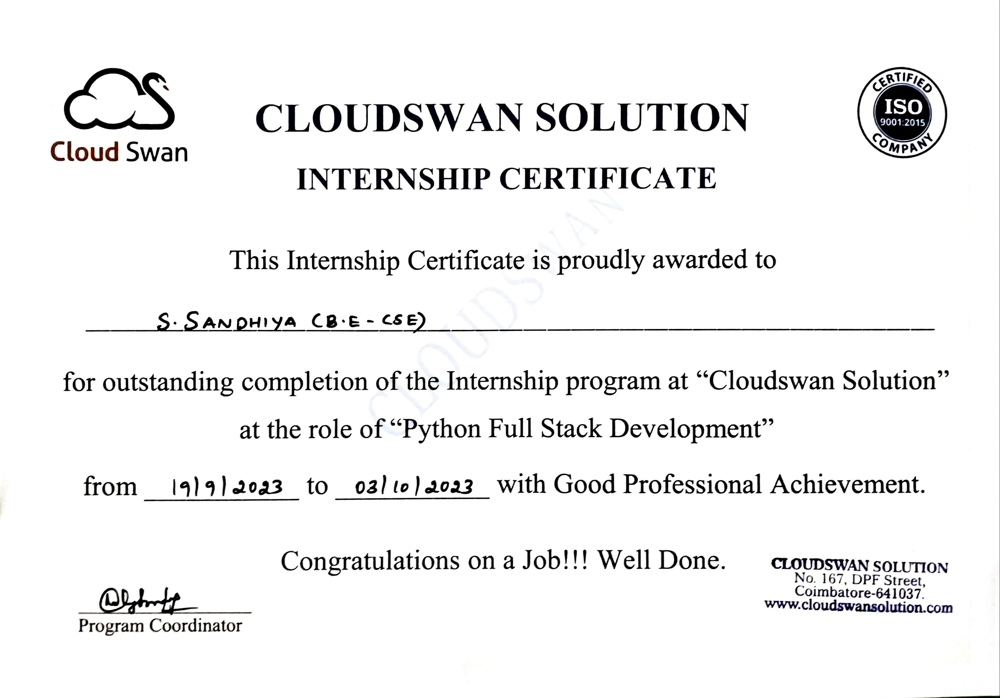 Cloud Swan
CLOUDSWAN SOLUTION
CERTIFIED
ISO
9001:2015
COMPANY
INTERNSHIP CERTIFICATE
CLOUDSWAN
This Internship Certificate is proudly awarded to
S. SANDHIYA (B.E - CSE)
for outstanding completion of the Internship program at “Cloudswan Solution”
at the role of “Python Full Stack Development”
from 19/9/2023 to 03/10/2023 with Good Professional Achievement.
Congratulations on a Job!!! Well Done.
CLOUDSWAN SOLUTION
No. 167, DPF Street,
Coimbatore-641037.
www.cloudswansolution.com
Program Coordinator